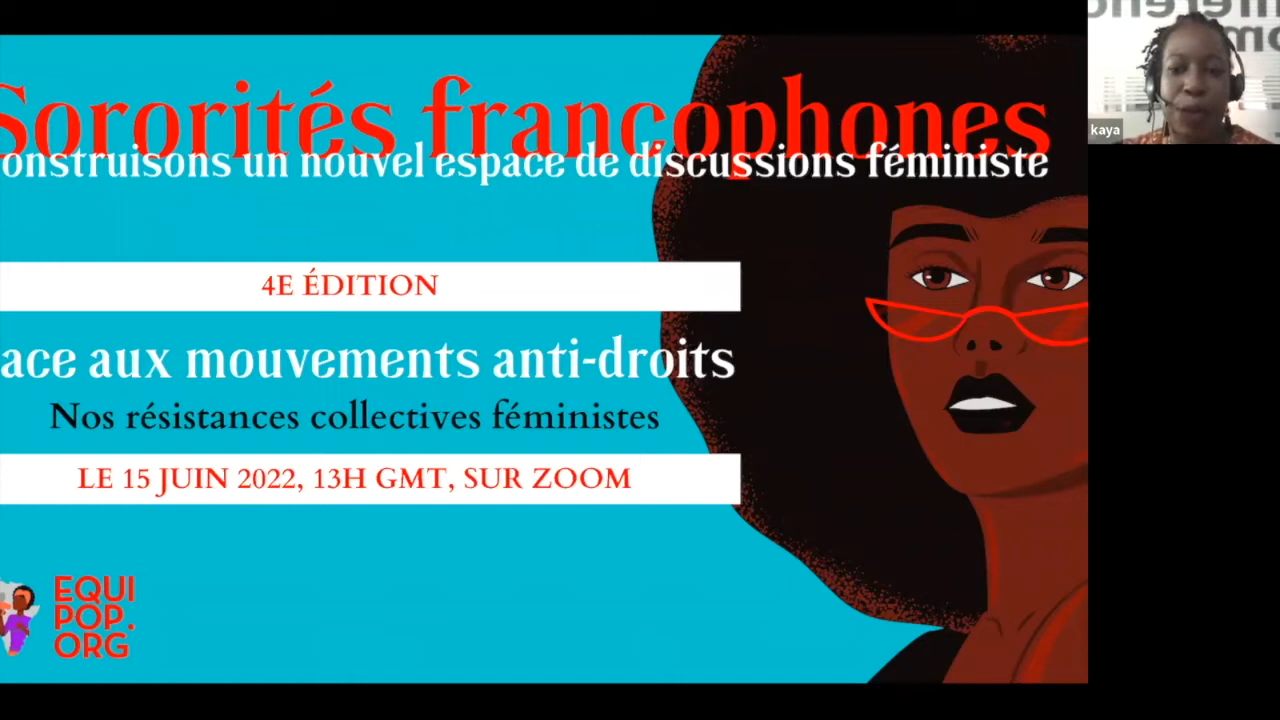 Sororités francophones
onstruisons un nouvel espace de discussions féministe
4E ÉDITION
ace aux mouvements anti-droits
Nos résistances collectives féministes
LE 15 JUIN 2022, 13H GMT, SUR ZOOM
EQUI
POP.
ORG
kaya